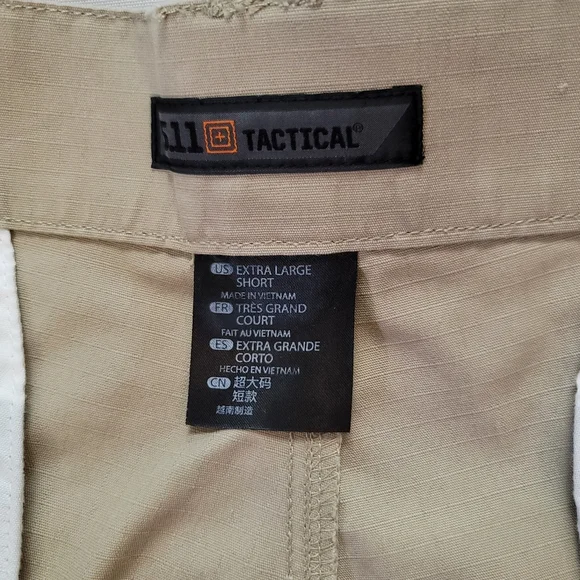 5.11 TACTICAL®
US EXTRA LARGE
SHORT
MADE IN VIETNAM
FR TRÈS GRAND
COURT
FAIT AU VIETNAM
ES EXTRA GRANDE
CORTO
HECHO EN VIETNAM
CN 超大码
短款
越南制造